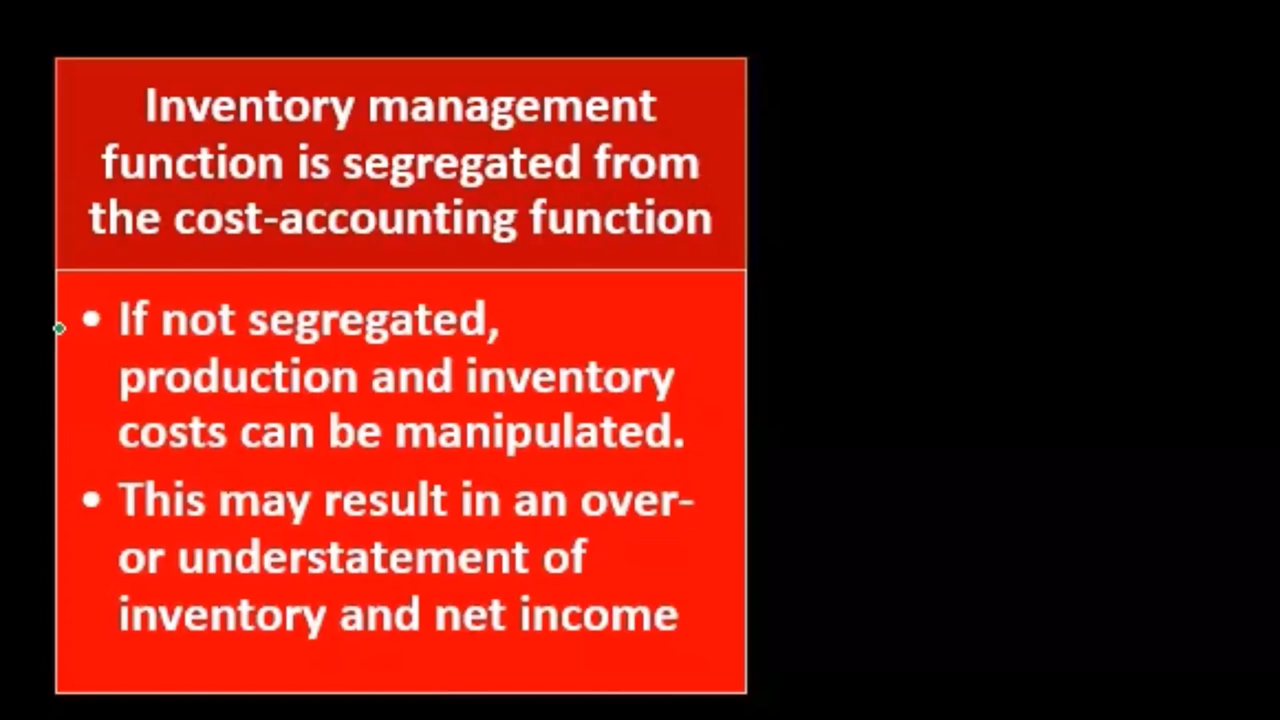 Inventory management
function is segregated from
the cost-accounting function
• If not segregated,
production and inventory
costs can be manipulated.
• This may result in an over-
or understatement of
inventory and net income